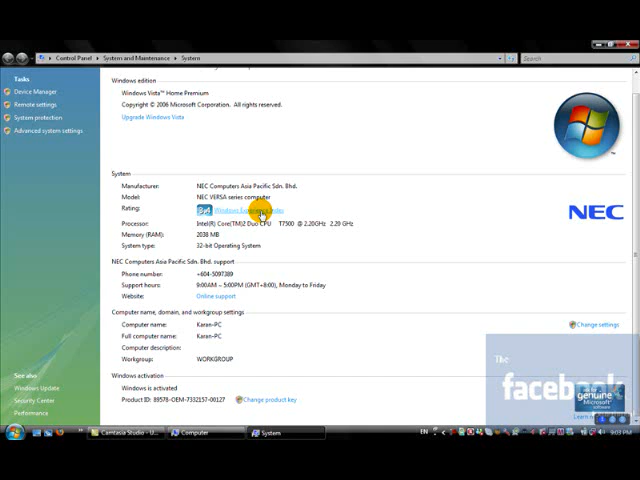 Control Panel ▸ System and Maintenance ▸ System
Search
Tasks
Device Manager
Remote settings
System protection
Advanced system settings
Windows edition
Windows Vista™ Home Premium
Copyright © 2006 Microsoft Corporation. All rights reserved.
Upgrade Windows Vista
System
Manufacturer: NEC Computers Asia Pacific Sdn. Bhd.
Model: NEC VERSA series computer
Rating: Windows Experience Index
Processor: Intel(R) Core(TM)2 Duo CPU T7500 @ 2.20GHz 2.20 GHz
Memory (RAM): 2038 MB
System type: 32-bit Operating System
NEC
NEC Computers Asia Pacific Sdn. Bhd. support
Phone number: +604-5097389
Support hours: 9:00AM – 5:00PM (GMT+8:00), Monday to Friday
Website: Online support
Computer name, domain, and workgroup settings
Computer name: Karan-PC
Change settings
Full computer name: Karan-PC
Computer description:
Workgroup: WORKGROUP
Windows activation
Windows is activated
Product ID: 89578-OEM-7332157-00127
Change product key
See also
Windows Update
Security Center
Performance
The
facebook
genuine
Microsoft
software
Camtasia Studio - U...
Computer
System
EN
9:03 PM